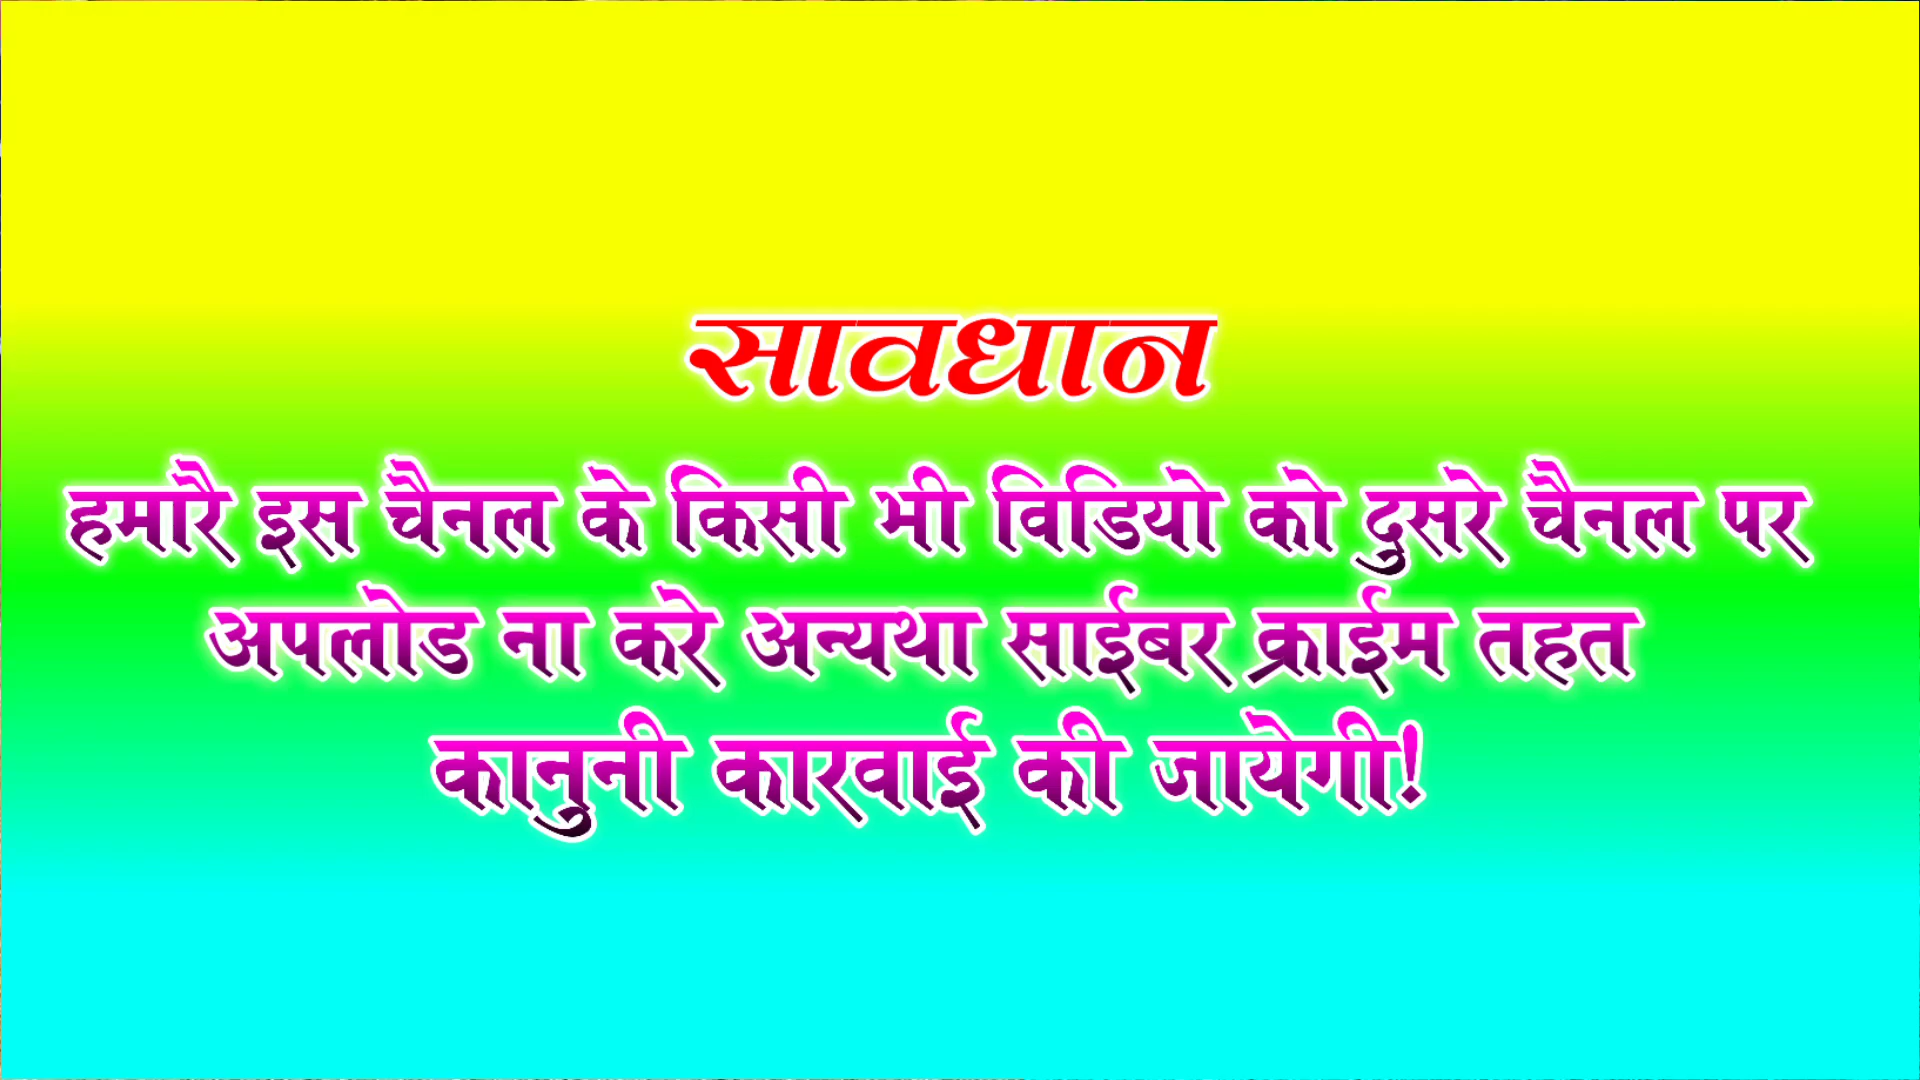 सावधान
हमारै इस चैनल के किसी भी विडियो को दुसरे चैनल पर
अपलोड ना करे अन्यथा साईबर क्राईम तहत
कानुनी कारवाई की जायेगी!